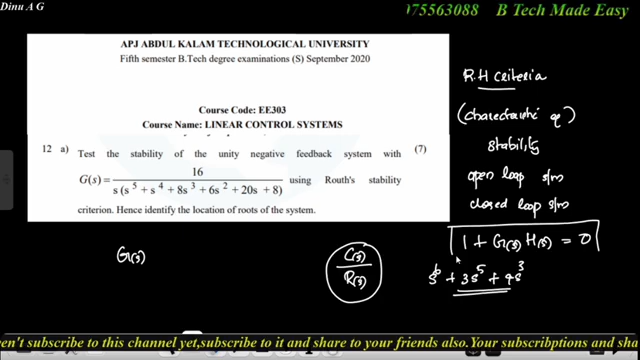 Dinu A G
975563088 B Tech Made Easy
APJ ABDUL KALAM TECHNOLOGICAL UNIVERSITY
Fifth semester B.Tech degree examinations (S) September 2020
Course Code: EE303
Course Name: LINEAR CONTROL SYSTEMS
12 a) Test the stability of the unity negative feedback system with (7)
G(s) = 16 / s (s^5 + s^4 + 8s^3 + 6s^2 + 20s + 8) using Routh's stability
criterion. Hence identify the location of roots of the system.
R.H Criteria
(Characteristic eq)
stability
open loop s/m
closed loop s/m
1 + G(s) H(s) = 0
s^6 + 3s^5 + 9s^3
G(s)
C(s) / R(s)
en't subscribe to this channel yet,subscribe to it and share to your friends also.Your subscribptions and sha